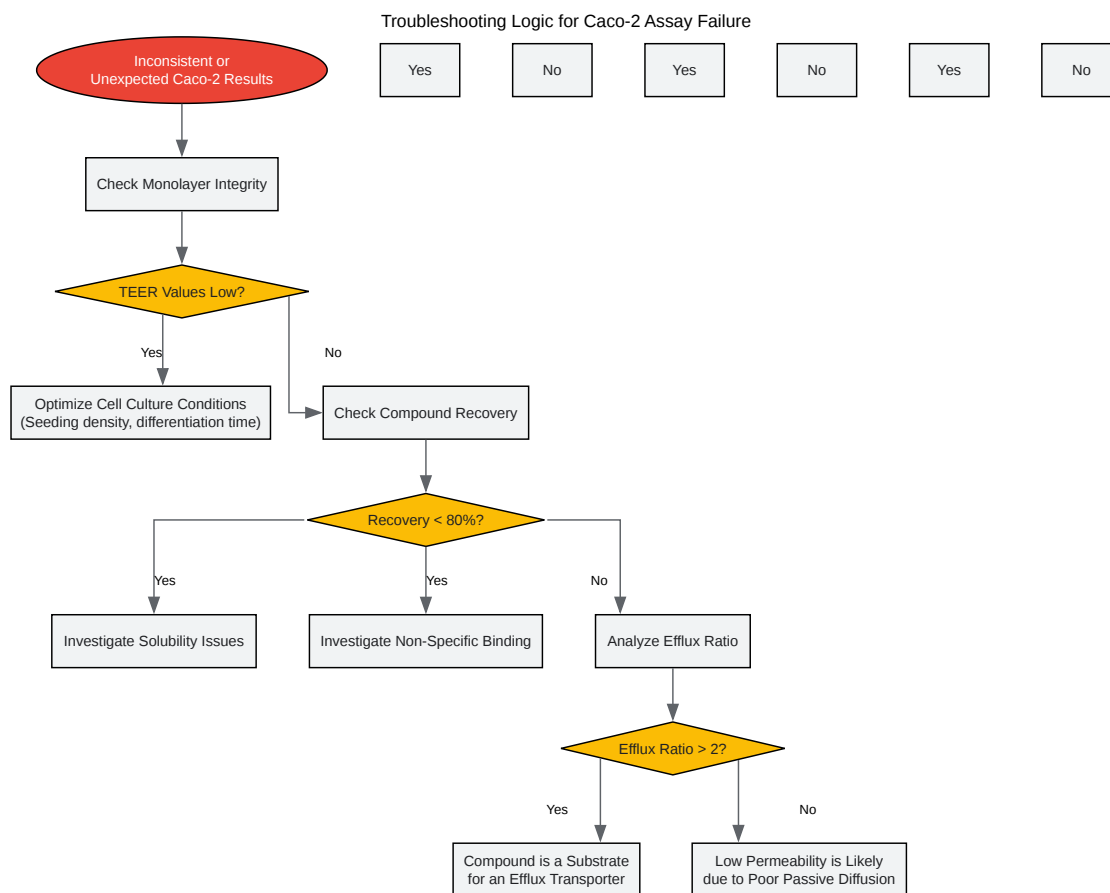 Troubleshooting Logic for Caco-2 Assay Failure
Inconsistent or
Unexpected Caco-2 Results
Yes
No
Yes
No
Yes
No
Check Monolayer Integrity
TEER Values Low?
Yes
No
Optimize Cell Culture Conditions
(Seeding density, differentiation time)
Check Compound Recovery
Recovery < 80%?
Yes
Yes
No
Investigate Solubility Issues
Investigate Non-Specific Binding
Analyze Efflux Ratio
Efflux Ratio > 2?
Yes
No
Compound is a Substrate
for an Efflux Transporter
Low Permeability is Likely
due to Poor Passive Diffusion